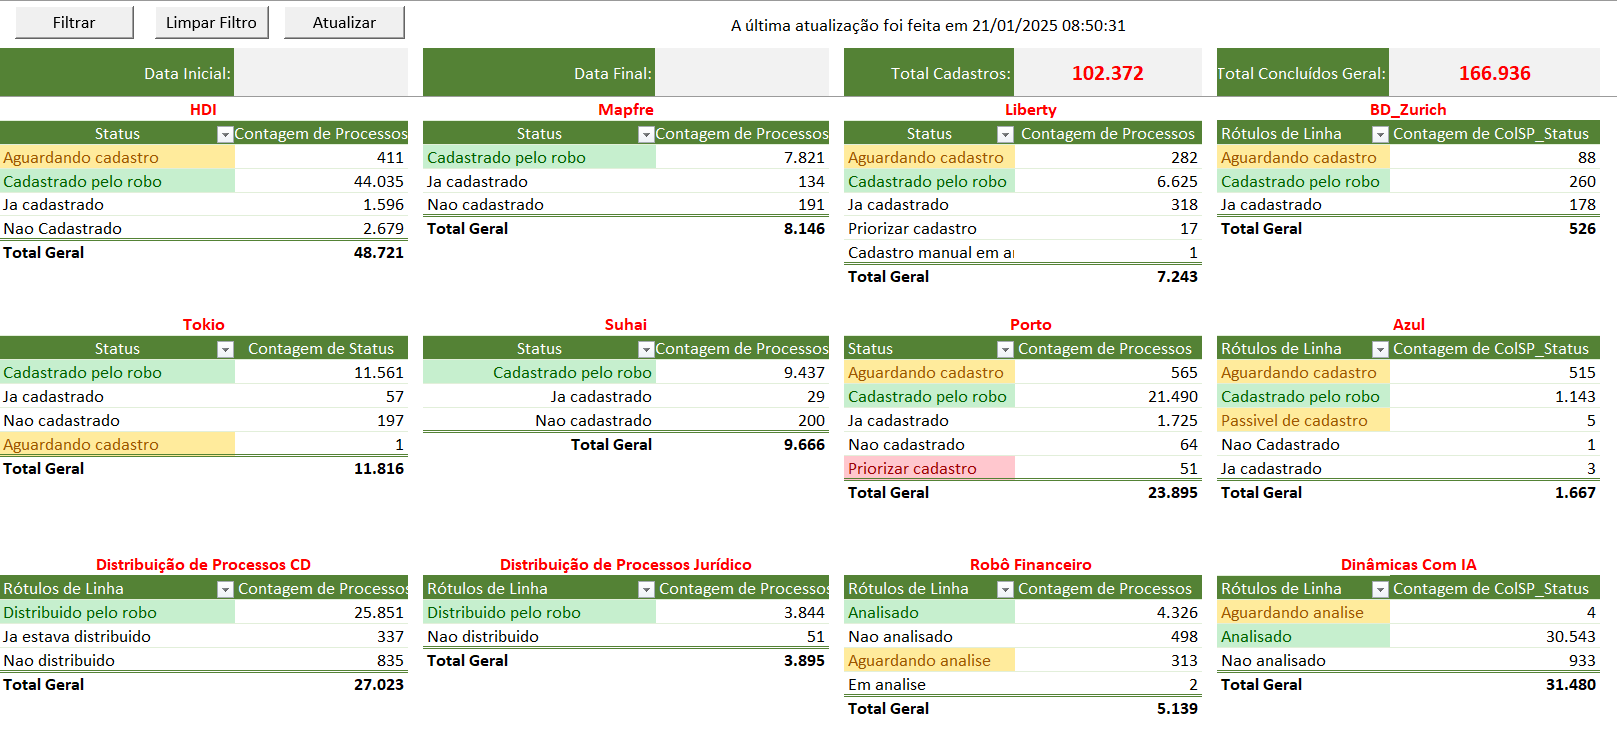 Filtrar Limpar Filtro Atualizar A última atualização foi feita em 21/01/2025 08:50:31
Data Inicial: Data Final: Total Cadastros: 102.372 Total Concluídos Geral: 166.936
HDI
Status Contagem de Processos
Aguardando cadastro 411
Cadastrado pelo robo 44.035
Ja cadastrado 1.596
Nao Cadastrado 2.679
Total Geral 48.721
Mapfre
Status Contagem de Processos
Cadastrado pelo robo 7.821
Ja cadastrado 134
Nao cadastrado 191
Total Geral 8.146
Liberty
Status Contagem de Processos
Aguardando cadastro 282
Cadastrado pelo robo 6.625
Ja cadastrado 318
Priorizar cadastro 17
Cadastro manual em 1
Total Geral 7.243
BD_Zurich
Rótulos de Linha Contagem de ColSP_Status
Aguardando cadastro 88
Cadastrado pelo robo 260
Ja cadastrado 178
Total Geral 526
Tokio
Status Contagem de Status
Cadastrado pelo robo 11.561
Ja cadastrado 57
Nao cadastrado 197
Aguardando cadastro 1
Total Geral 11.816
Suhai
Status Contagem de Processos
Cadastrado pelo robo 9.437
Ja cadastrado 29
Nao cadastrado 200
Total Geral 9.666
Porto
Status Contagem de Processos
Aguardando cadastro 565
Cadastrado pelo robo 21.490
Ja cadastrado 1.725
Nao cadastrado 64
Priorizar cadastro 51
Total Geral 23.895
Azul
Rótulos de Linha Contagem de ColSP_Status
Aguardando cadastro 515
Cadastrado pelo robo 1.143
Passivel de cadastro 5
Nao Cadastrado 1
Ja cadastrado 3
Total Geral 1.667
Distribuição de Processos CD
Rótulos de Linha Contagem de Processos
Distribuido pelo robo 25.851
Ja estava distribuido 337
Nao distribuido 835
Total Geral 27.023
Distribuição de Processos Jurídico
Rótulos de Linha Contagem de Processos
Distribuido pelo robo 3.844
Nao distribuido 51
Total Geral 3.895
Robô Financeiro
Rótulos de Linha Contagem de Processos
Analisado 4.326
Nao analisado 498
Aguardando analise 313
Em analise 2
Total Geral 5.139
Dinâmicas Com IA
Rótulos de Linha Contagem de ColSP_Status
Aguardando analise 4
Analisado 30.543
Nao analisado 933
Total Geral 31.480